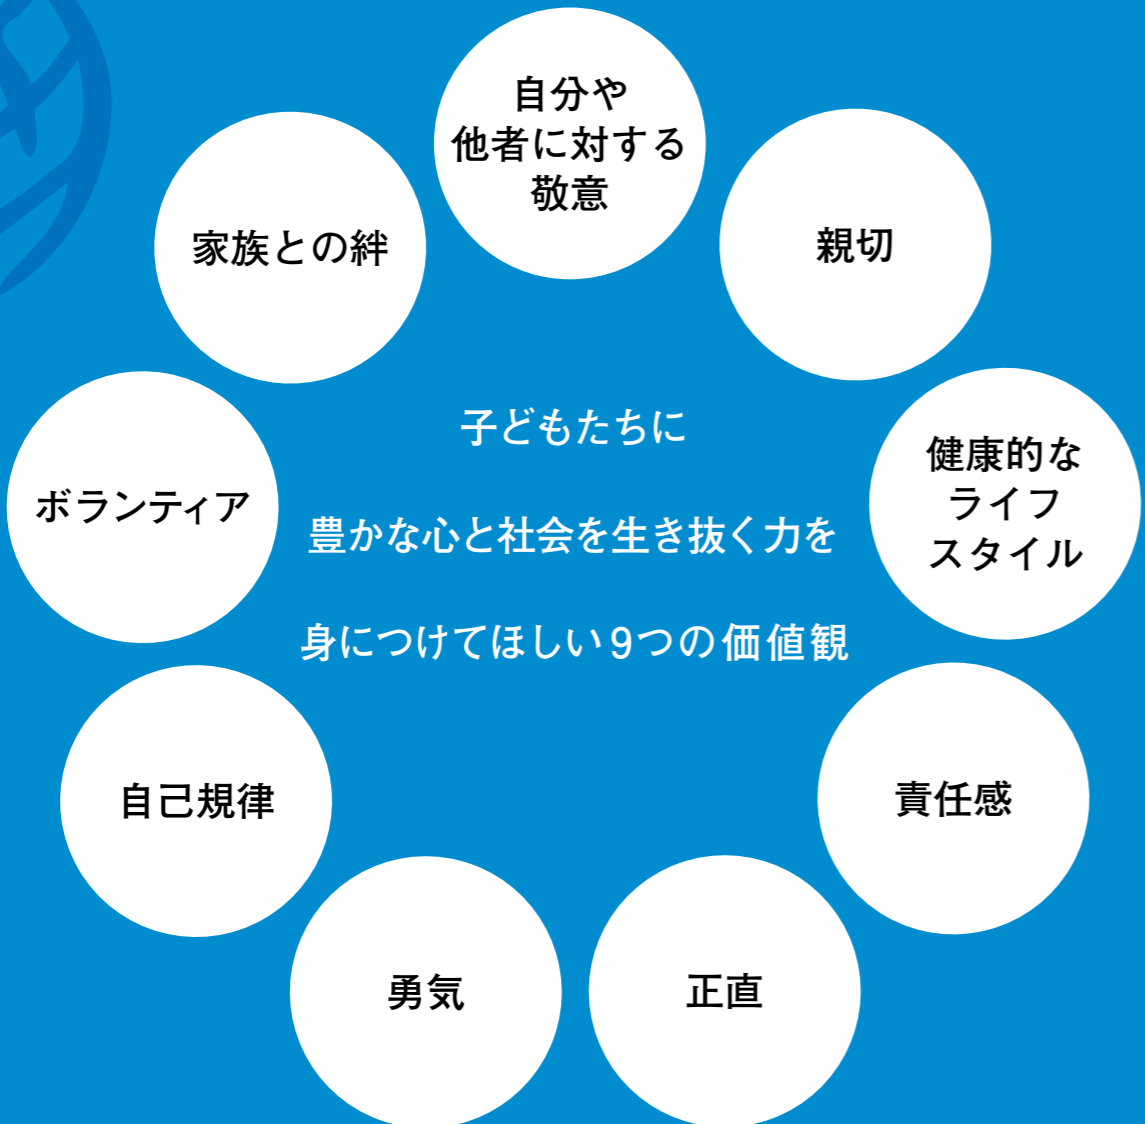 自分や
他者に対する
敬意
親切
家族との絆
子どもたちに
健康的な
ライフ
スタイル
ボランティア
豊かな心と社会を生き抜く力を
身につけてほしい9つの価値観
自己規律
責任感
勇気
正直